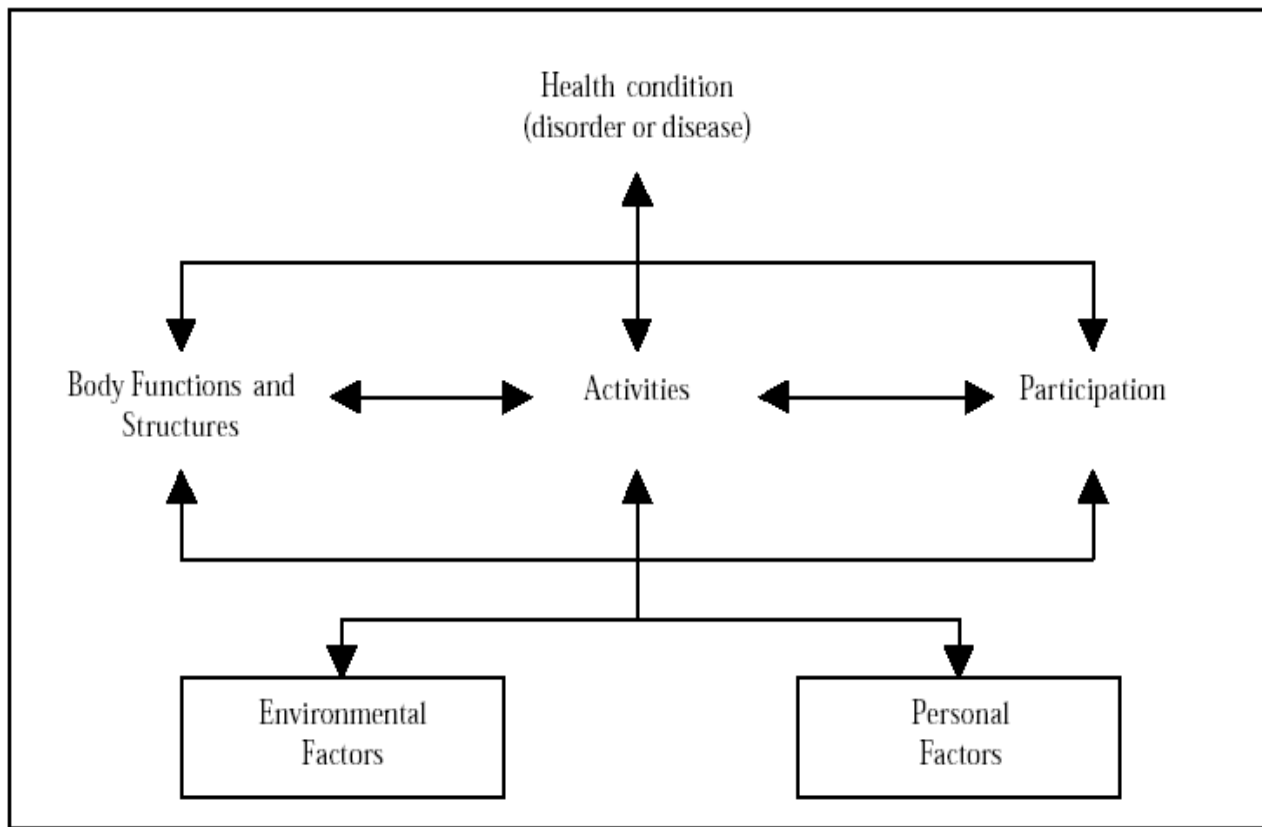 Health condition
(disorder or disease)
Body Functions and
Structures
Activities
Participation
Environmental
Factors
Personal
Factors